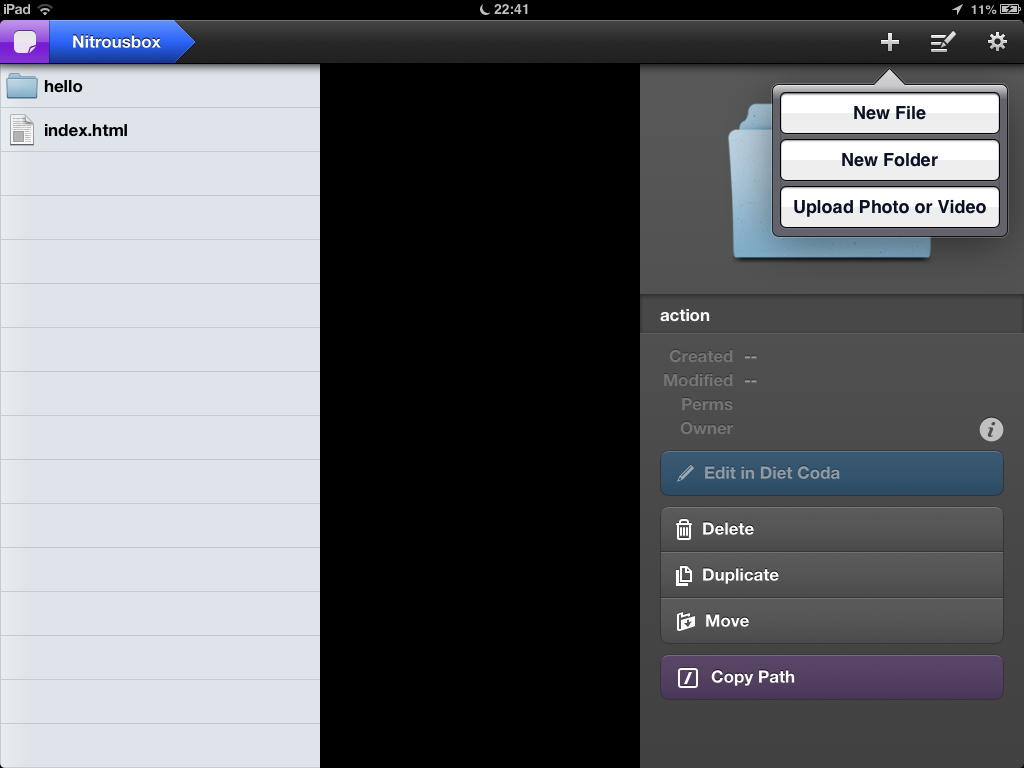 iPad 22:41 11%
Nitrousbox
hello
index.html
New File
New Folder
Upload Photo or Video
action
Created --
Modified --
Perms
Owner
Edit in Diet Coda
Delete
Duplicate
Move
Copy Path